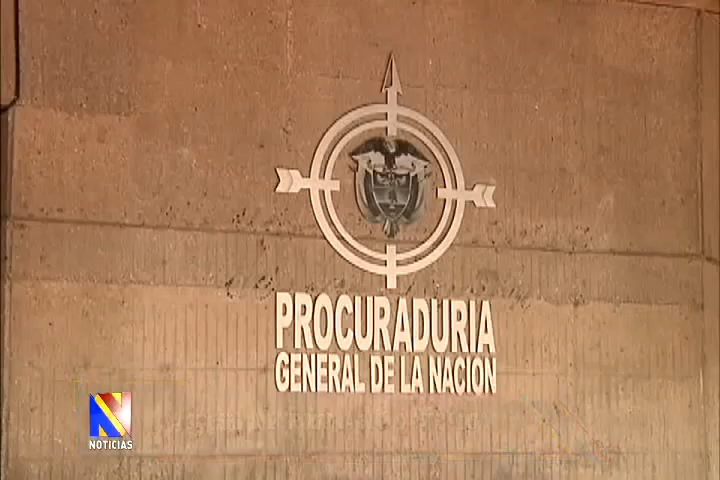 PROCURADURIA
GENERAL DE LA NACION
N
NOTICIAS